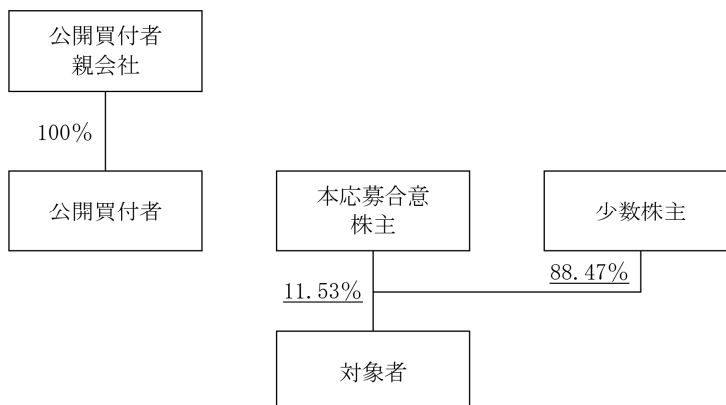 公開買付者
親会社
100%
公開買付者
本応募合意
株主
少数株主
88.47%
11.53%
対象者